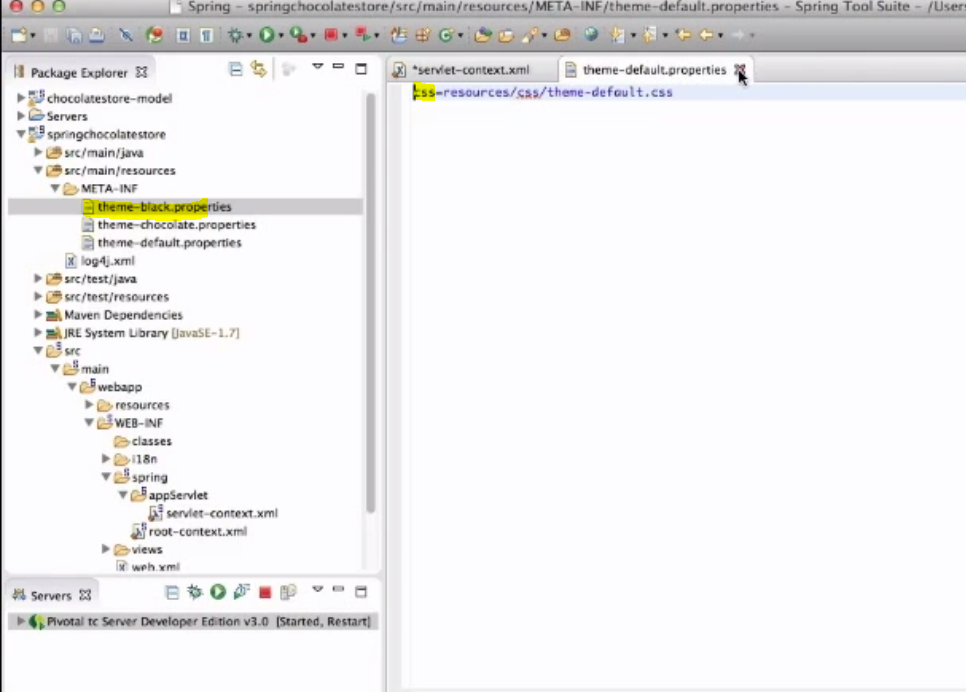 Spring - springchocolatestore/src/main/resources/META-INF/theme-default.properties - Spring Tool Suite - /Users
Package Explorer
*servlet-context.xml
theme-default.properties
css=resources/css/theme-default.css
chocolatestore-model
Servers
springchocolatestore
src/main/java
src/main/resources
META-INF
theme-black.properties
theme-chocolate.properties
theme-default.properties
log4j.xml
src/test/java
src/test/resources
Maven Dependencies
JRE System Library [JavaSE-1.7]
src
main
webapp
resources
WEB-INF
classes
i18n
spring
appServlet
servlet-context.xml
root-context.xml
views
web.xml
Servers
Pivotal tc Server Developer Edition v3.0 [Started, Restart]